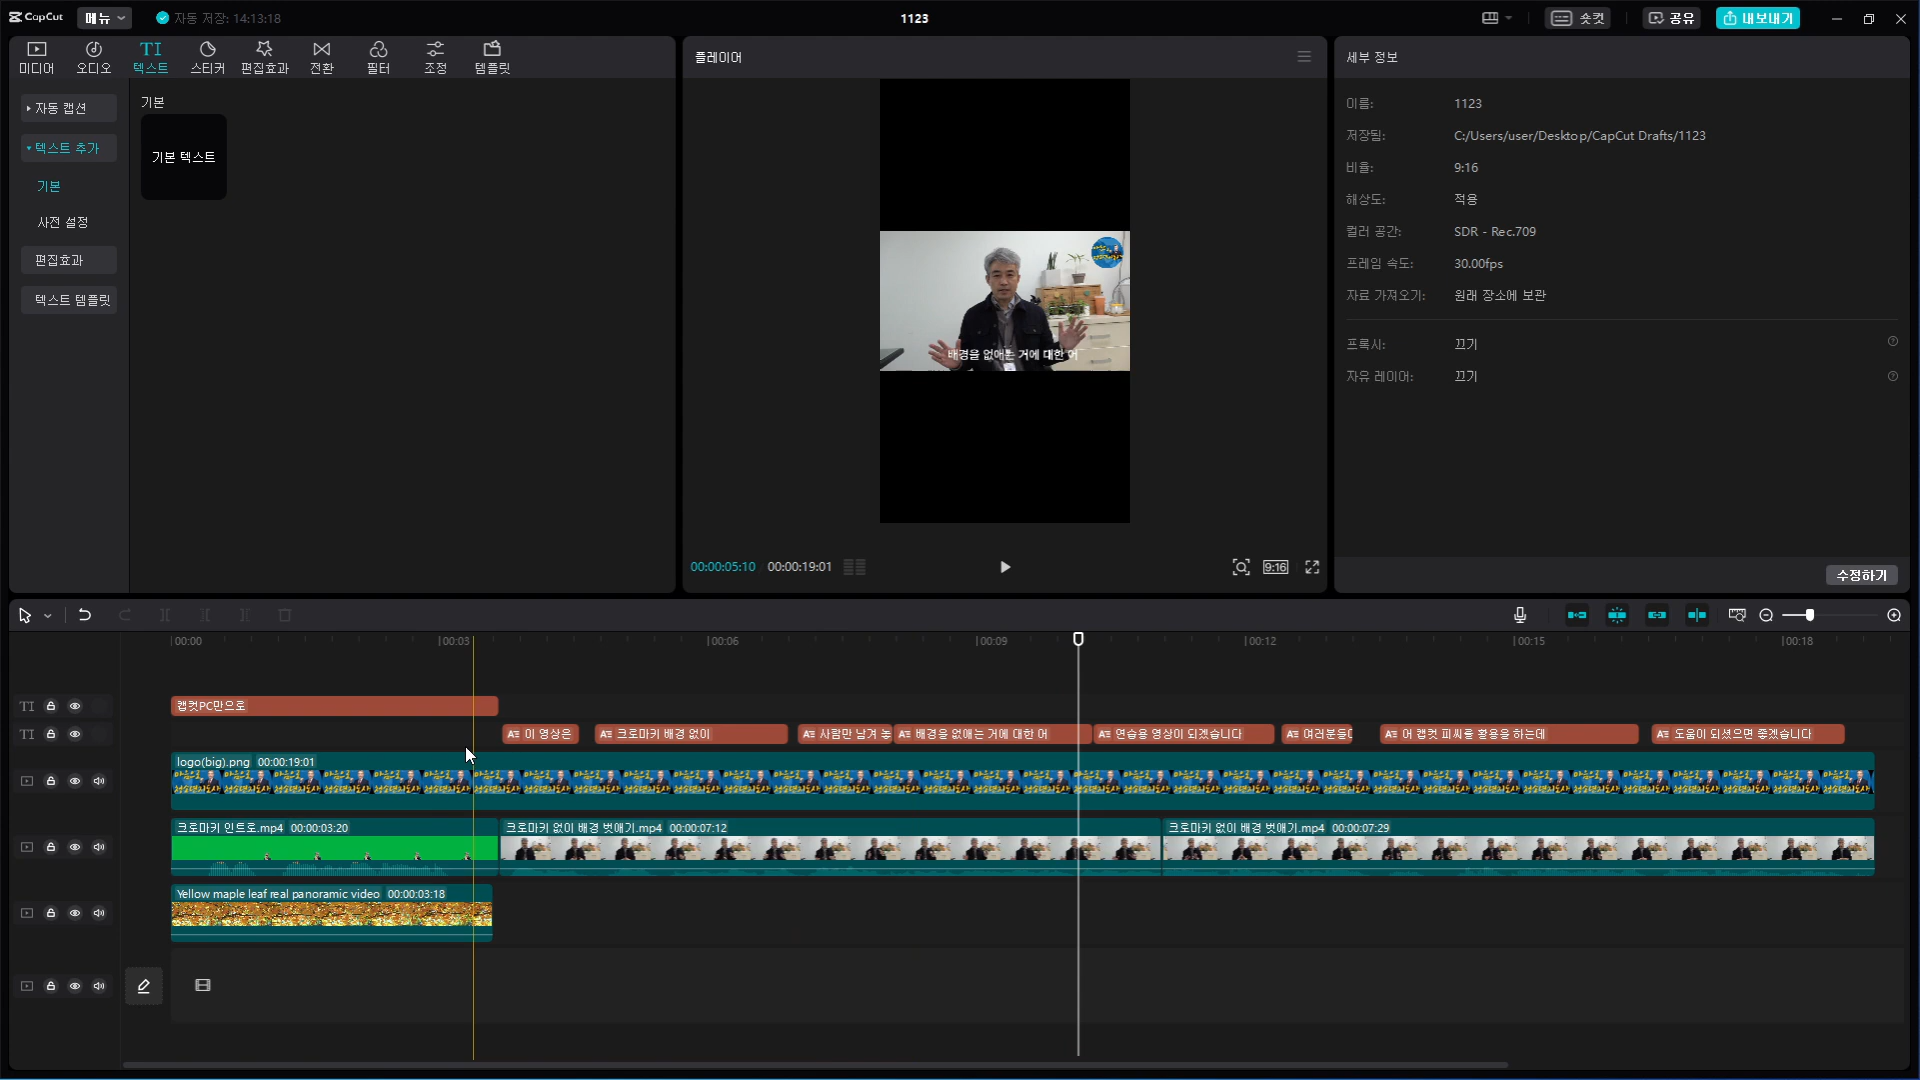 CapCut
메뉴
자동 저장: 14:13:18
1123
숏컷
공유
내보내기
미디어
오디오
TI
텍스트
스티커
편집효과
전환
필터
조정
템플릿
자동 캡션
텍스트 추가
기본
사전 설정
편집효과
텍스트 템플릿
기본
기본 텍스트
플레이어
배경을 없애는 거에 대한 어
00:00:05:10 00:00:19:01
9:16
세부 정보
이름: 1123
저장됨: C:/Users/user/Desktop/CapCut Drafts/1123
비율: 9:16
해상도: 적용
컬러 공간: SDR - Rec.709
프레임 속도: 30.00fps
자료 가져오기: 원래 장소에 보관
프록시: 끄기
자유 레이어: 끄기
수정하기
00:00 00:03 00:06 00:09 00:12 00:15 00:18
TI 캡컷PC만으로
TI A 이 영상은 A 크로마키 배경 없이 A 사람만 남겨 놓 A 배경을 없애는 거에 대한 어 A 연습용 영상이 되겠습니다 A 여러분들 A 어 캡컷 피씨를 활용을 하는데 A 도움이 되셨으면 좋겠습니다
logo(big).png 00:00:19:01
크로마키 인트로.mp4 00:00:03:20 크로마키 없이 배경 벗애기.mp4 00:00:07:12 크로마키 없이 배경 벗애기.mp4 00:00:07:29
Yellow maple leaf real panoramic video 00:00:03:18